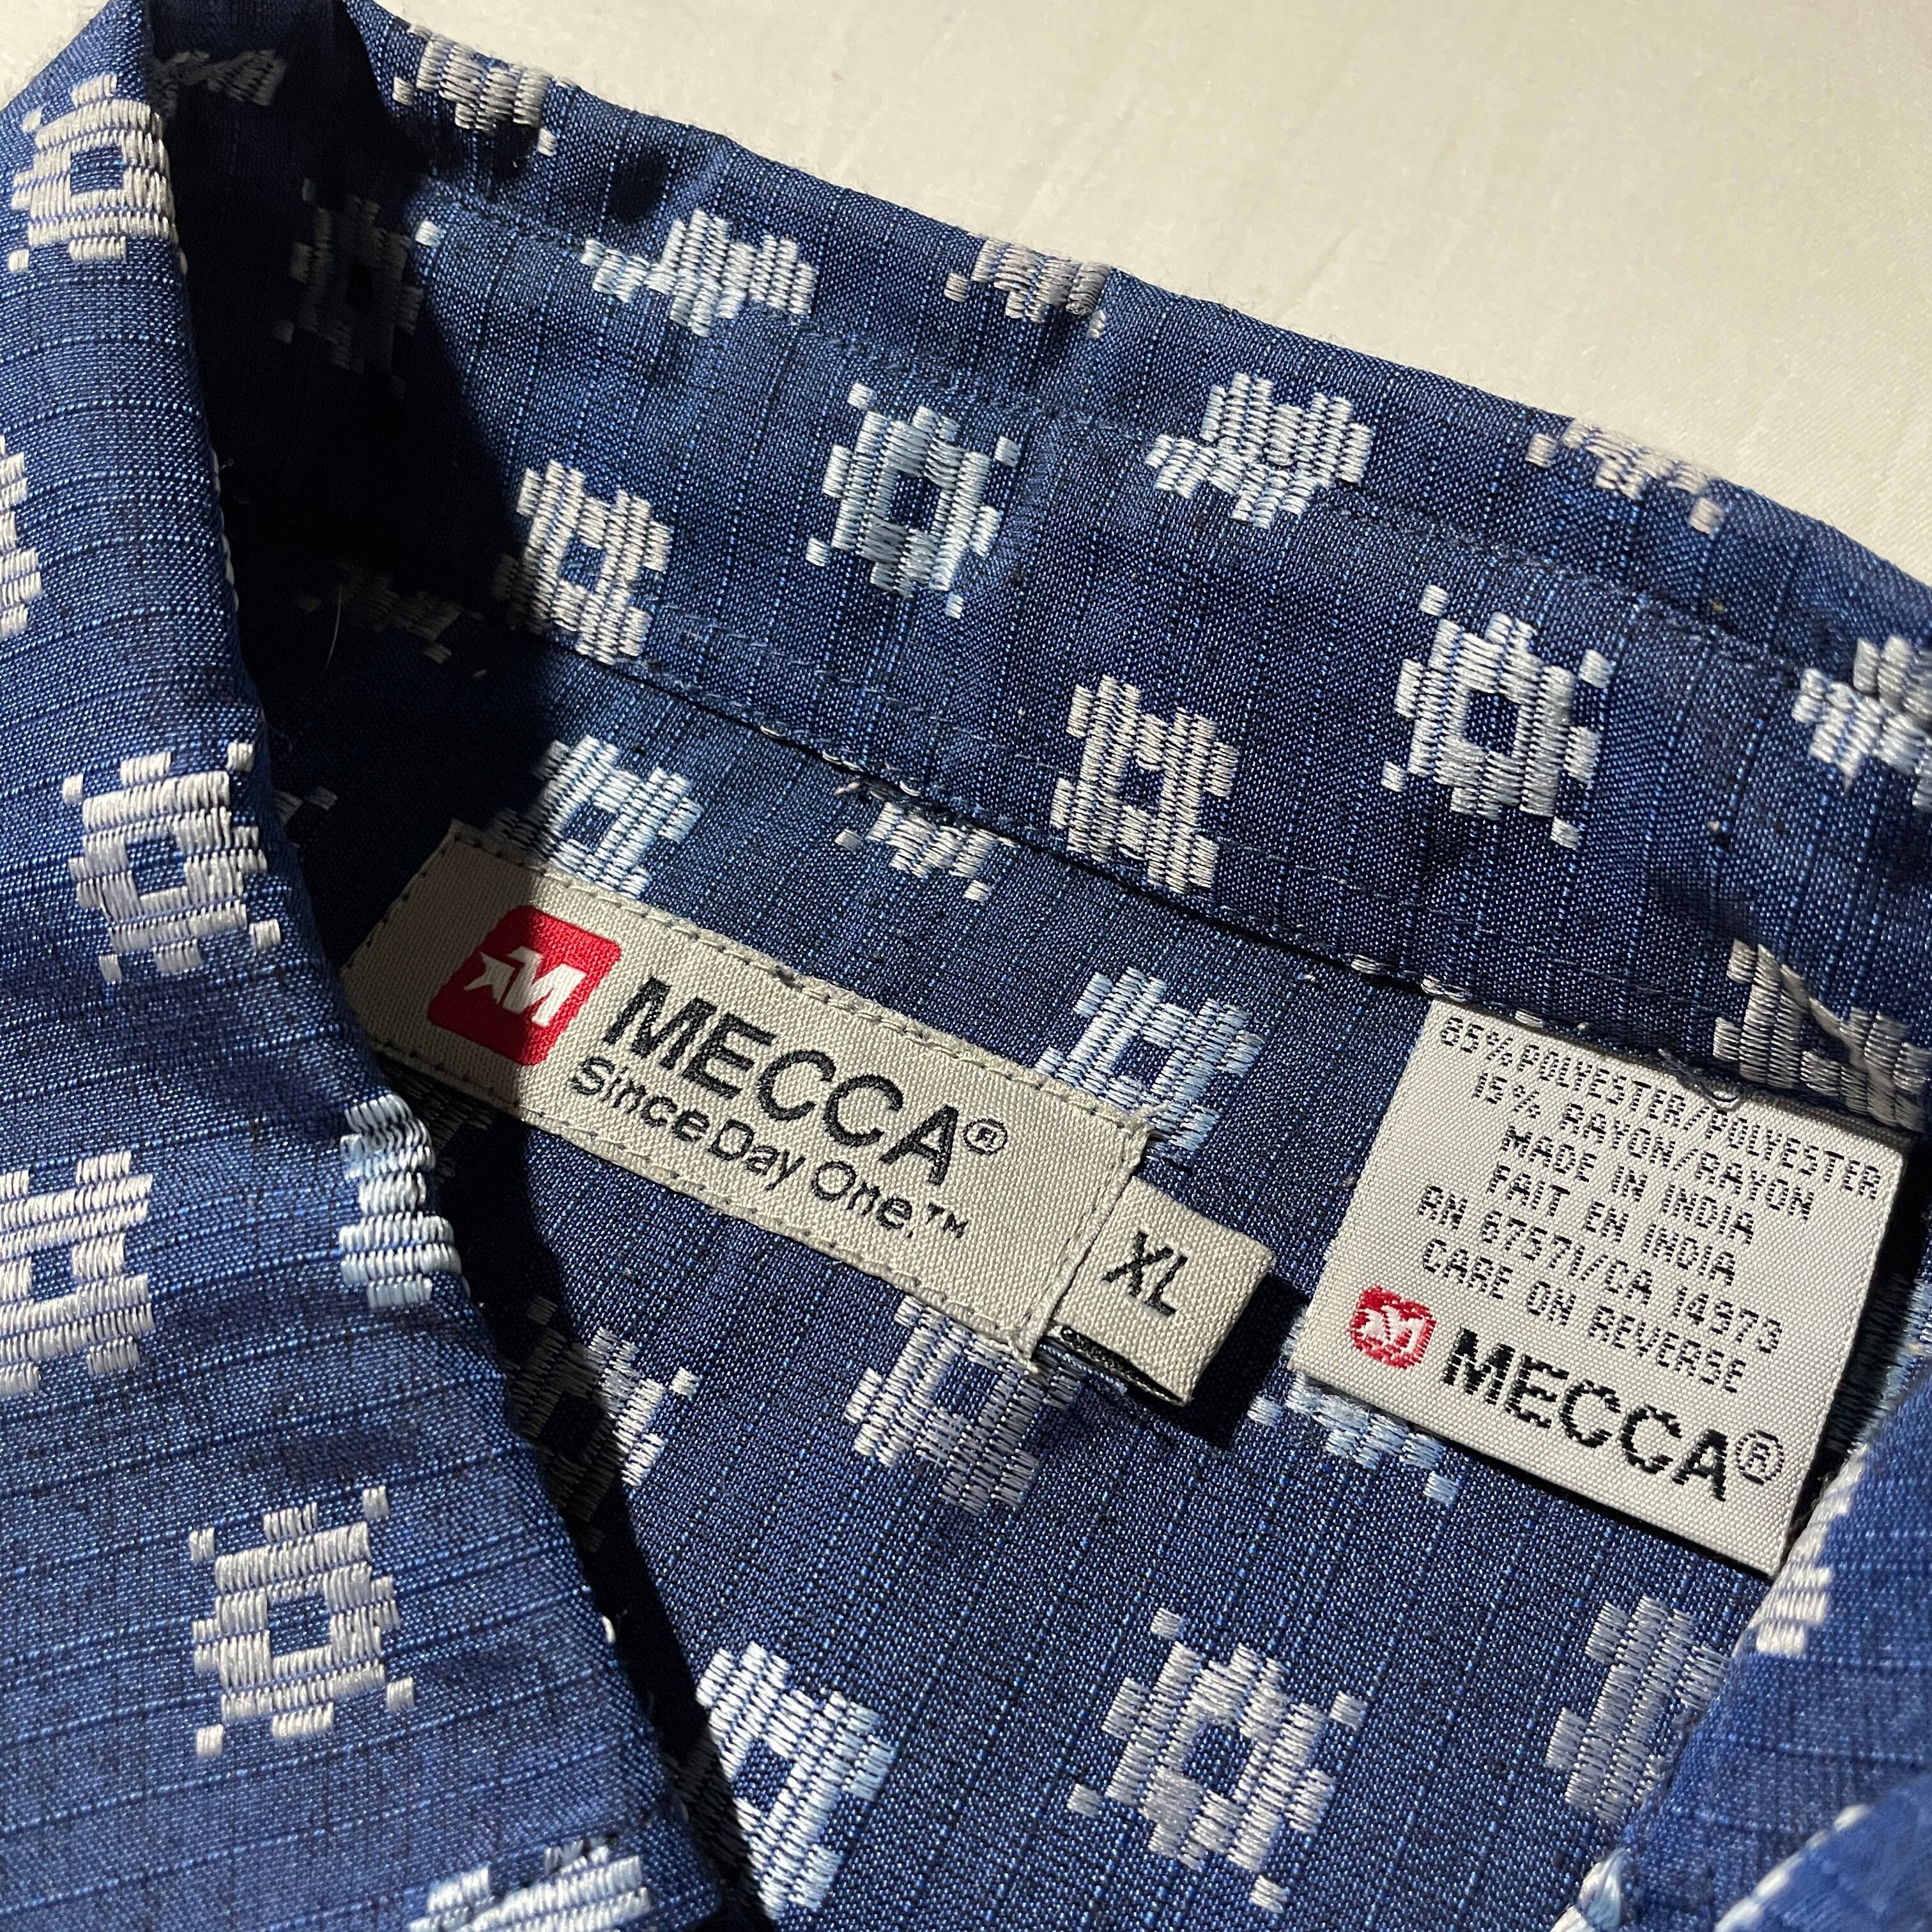 M
MECCA®
Since Day One.™
XL
85% POLYESTER/POLYESTER
15% RAYON/RAYON
MADE IN INDIA
FAIT EN INDIA
RN 67571/CA 14973
CARE ON REVERSE
M
MECCA®